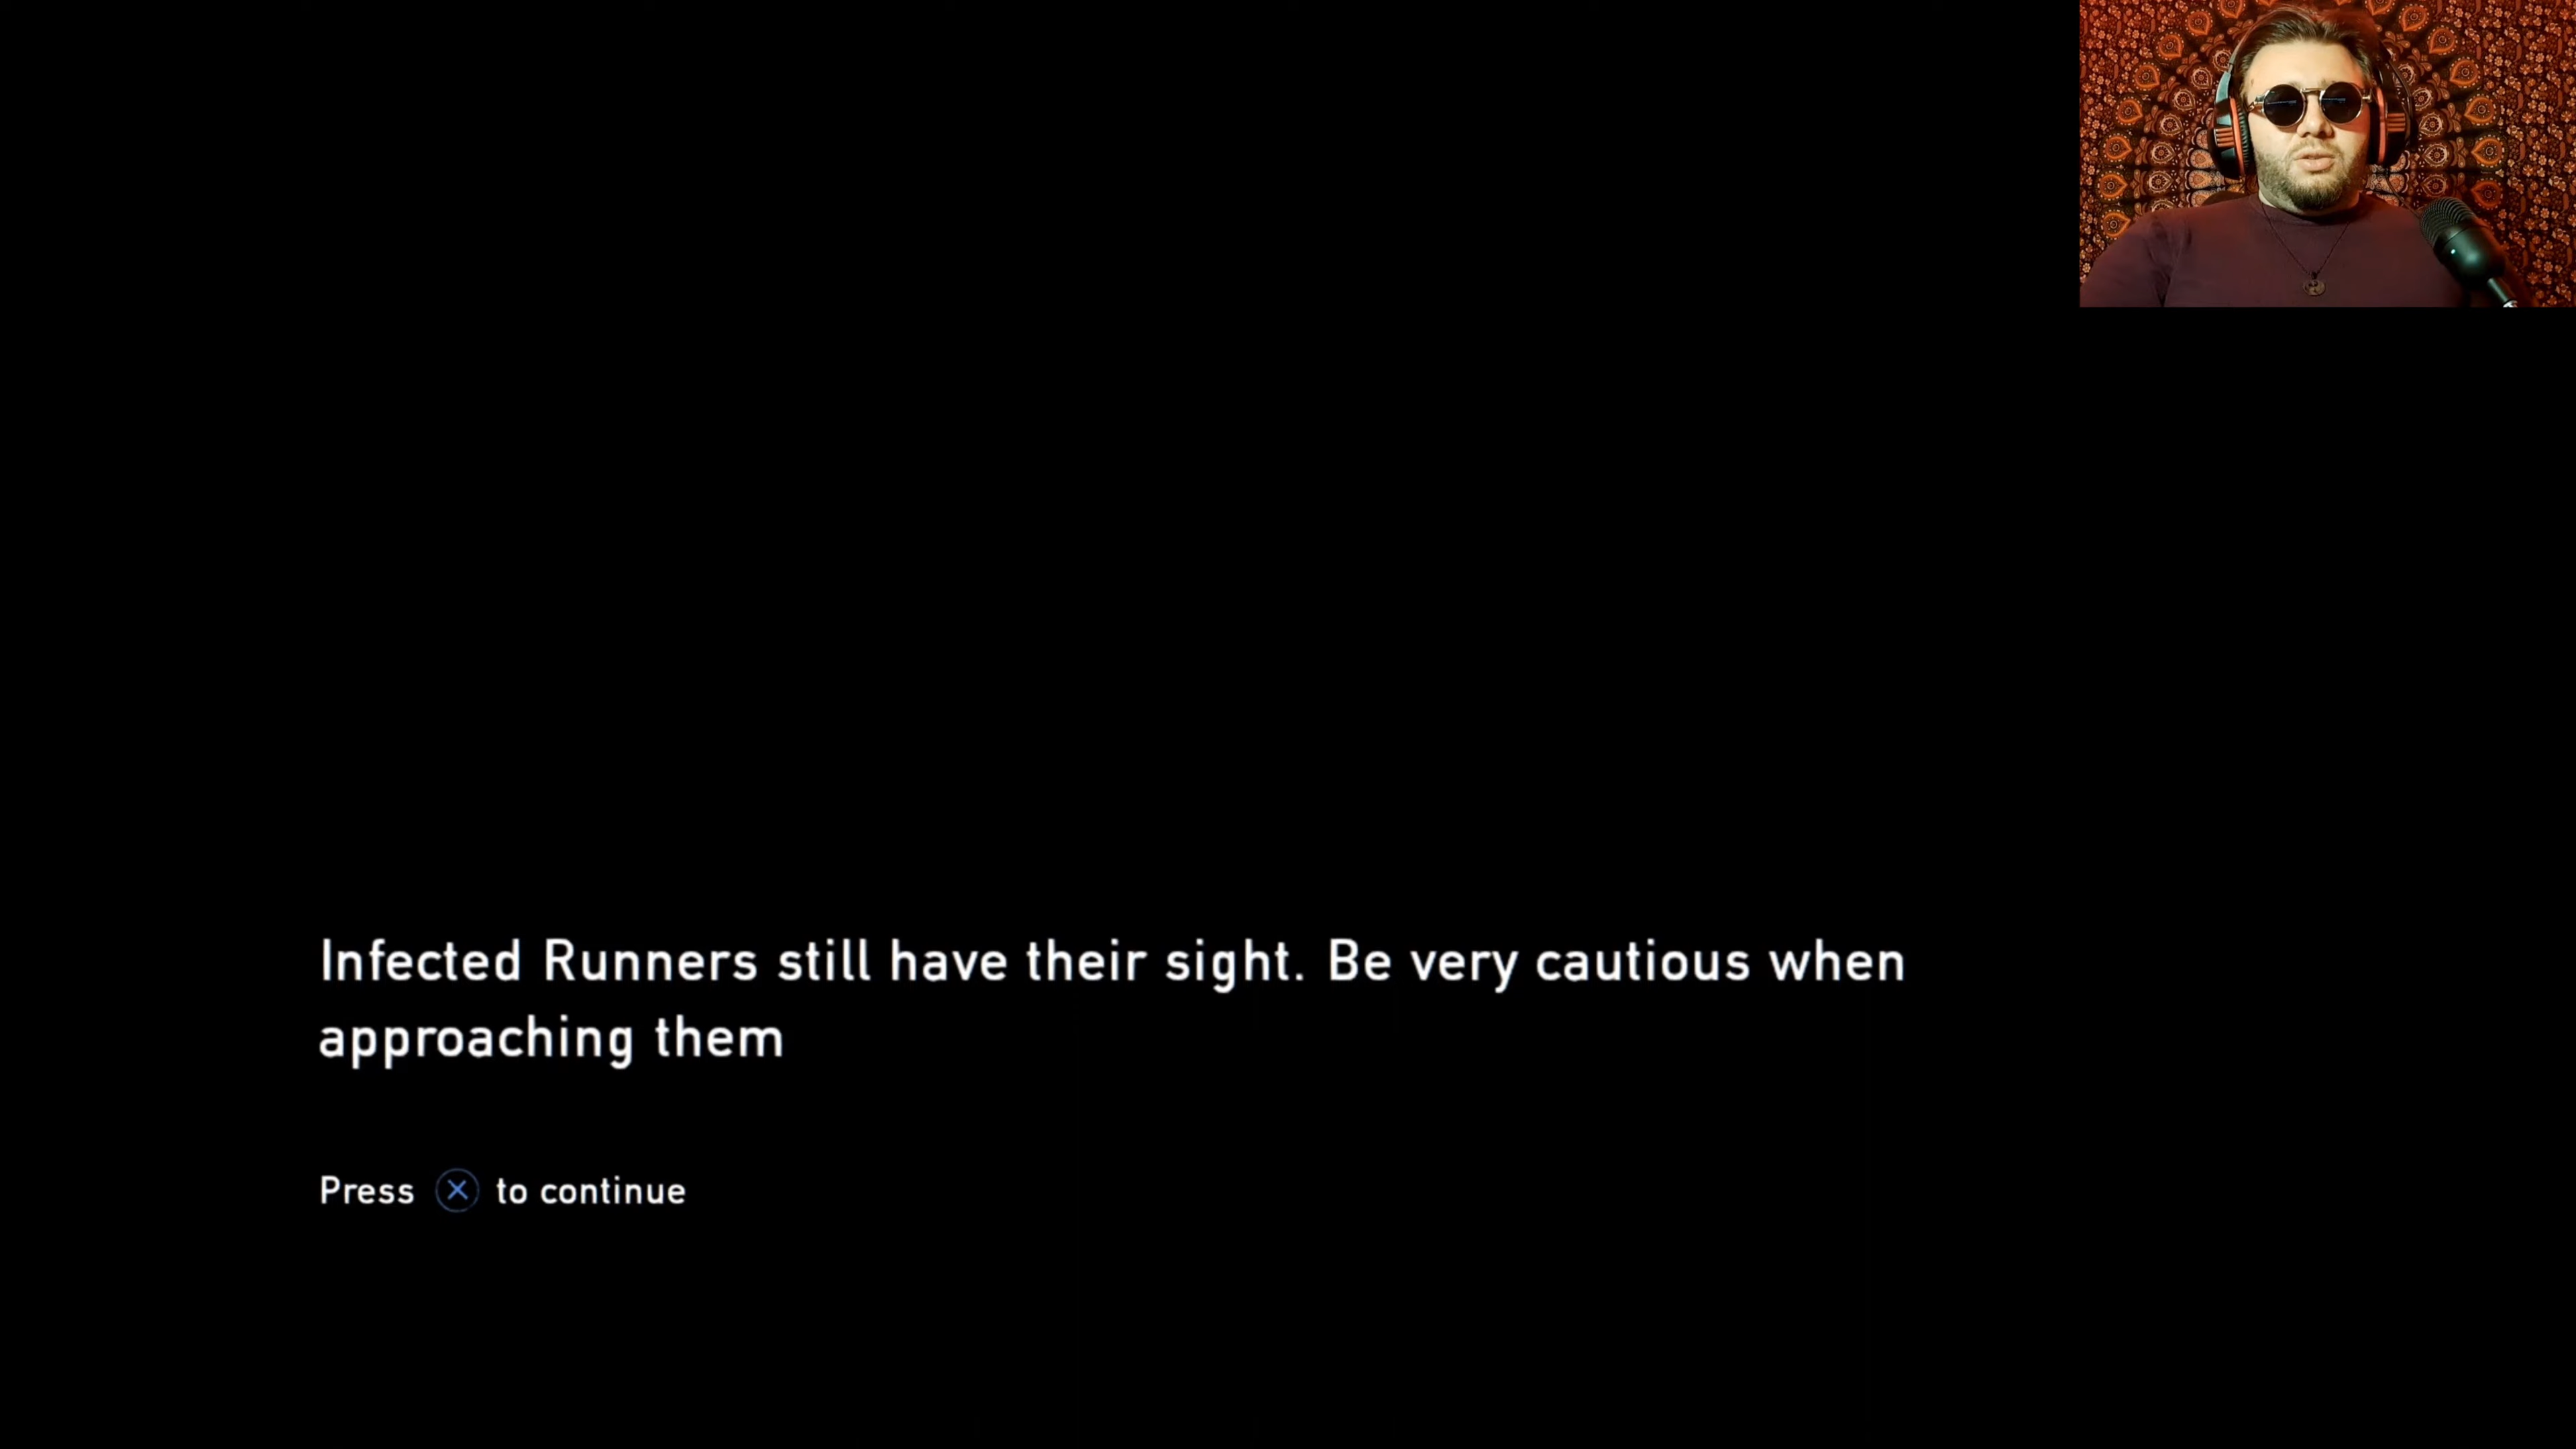 Infected Runners still have their sight. Be very cautious when
approaching them
Press ⓧ to continue